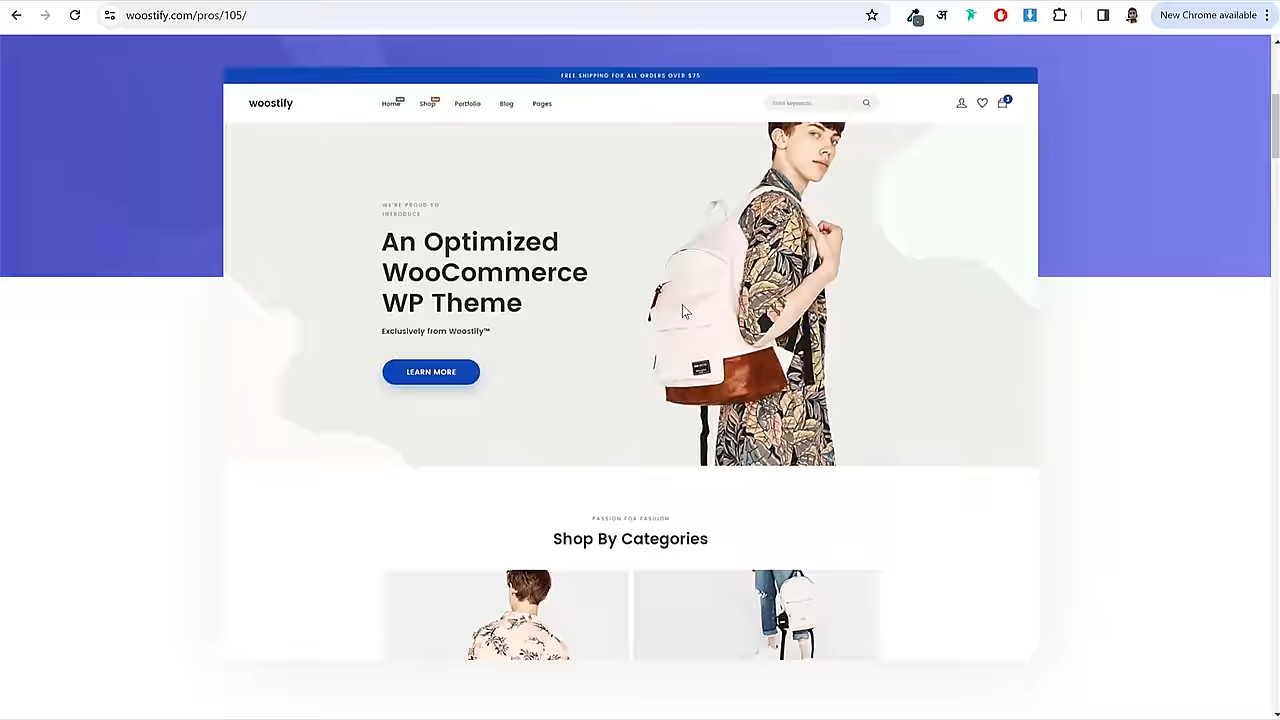 woostify.com/pros/105/
अ
New Chrome available
FREE SHIPPING FOR ALL ORDERS OVER $75
woostify
Home
Shop
Portfolio
Blog
Pages
3
WE'RE PROUD TO
INTRODUCE
An Optimized
WooCommerce
WP Theme
Exclusively from Woostify™
LEARN MORE
PASSION FOR FASHION
Shop By Categories